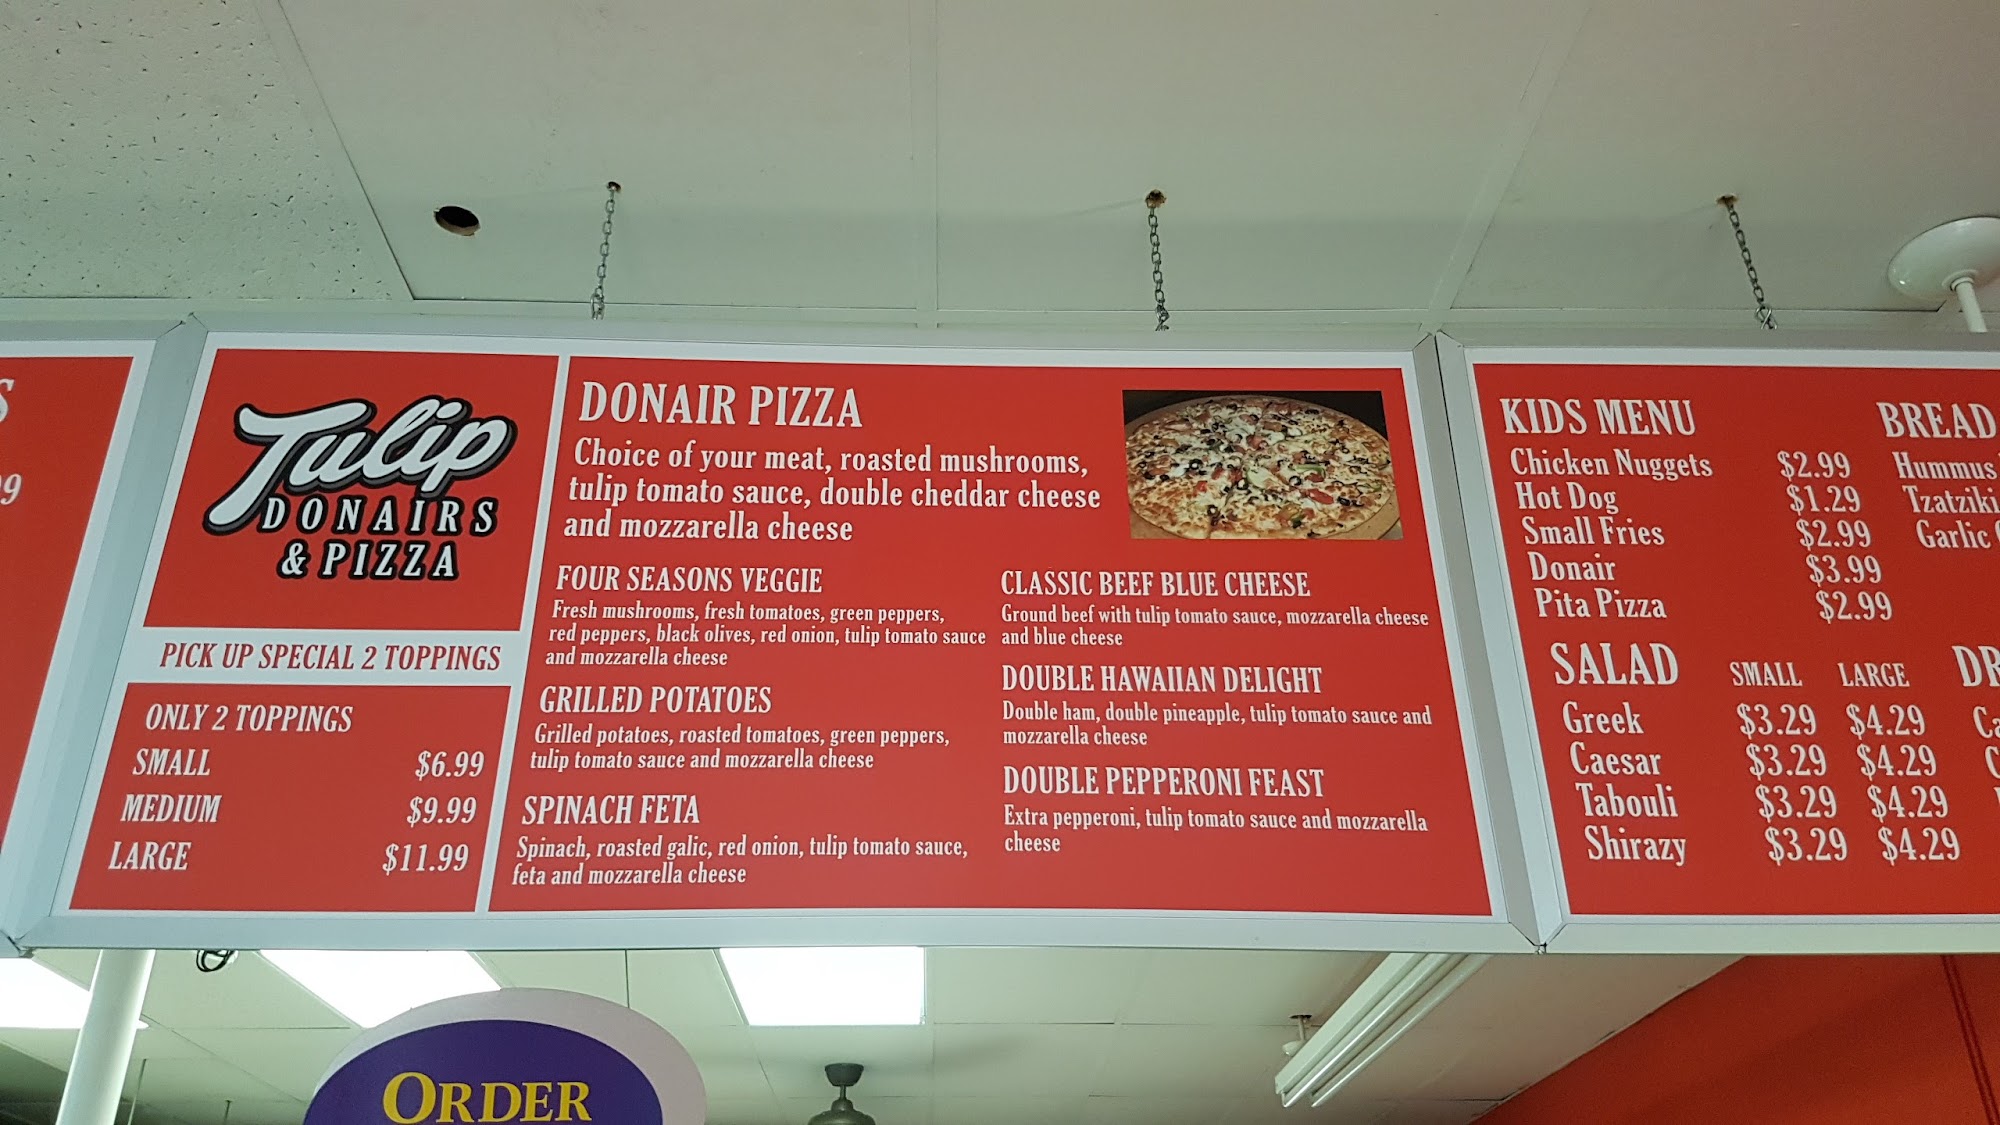 S
99
Tulip
DONAIRS
& PIZZA
PICK UP SPECIAL 2 TOPPINGS
ONLY 2 TOPPINGS
SMALL $6.99
MEDIUM $9.99
LARGE $11.99
DONAIR PIZZA
Choice of your meat, roasted mushrooms,
tulip tomato sauce, double cheddar cheese
and mozzarella cheese
FOUR SEASONS VEGGIE
Fresh mushrooms, fresh tomatoes, green peppers,
red peppers, black olives, red onion, tulip tomato sauce
and mozzarella cheese
GRILLED POTATOES
Grilled potatoes, roasted tomatoes, green peppers,
tulip tomato sauce and mozzarella cheese
SPINACH FETA
Spinach, roasted galic, red onion, tulip tomato sauce,
feta and mozzarella cheese
CLASSIC BEEF BLUE CHEESE
Ground beef with tulip tomato sauce, mozzarella cheese
and blue cheese
DOUBLE HAWAIIAN DELIGHT
Double ham, double pineapple, tulip tomato sauce and
mozzarella cheese
DOUBLE PEPPERONI FEAST
Extra pepperoni, tulip tomato sauce and mozzarella
cheese
KIDS MENU
Chicken Nuggets $2.99
Hot Dog $1.29
Small Fries $2.99
Donair $3.99
Pita Pizza $2.99
BREAD
Hummus
Tzatziki
Garlic
SALAD SMALL LARGE
Greek $3.29 $4.29
Caesar $3.29 $4.29
Tabouli $3.29 $4.29
Shirazy $3.29 $4.29
DR
Ca
C
ORDER